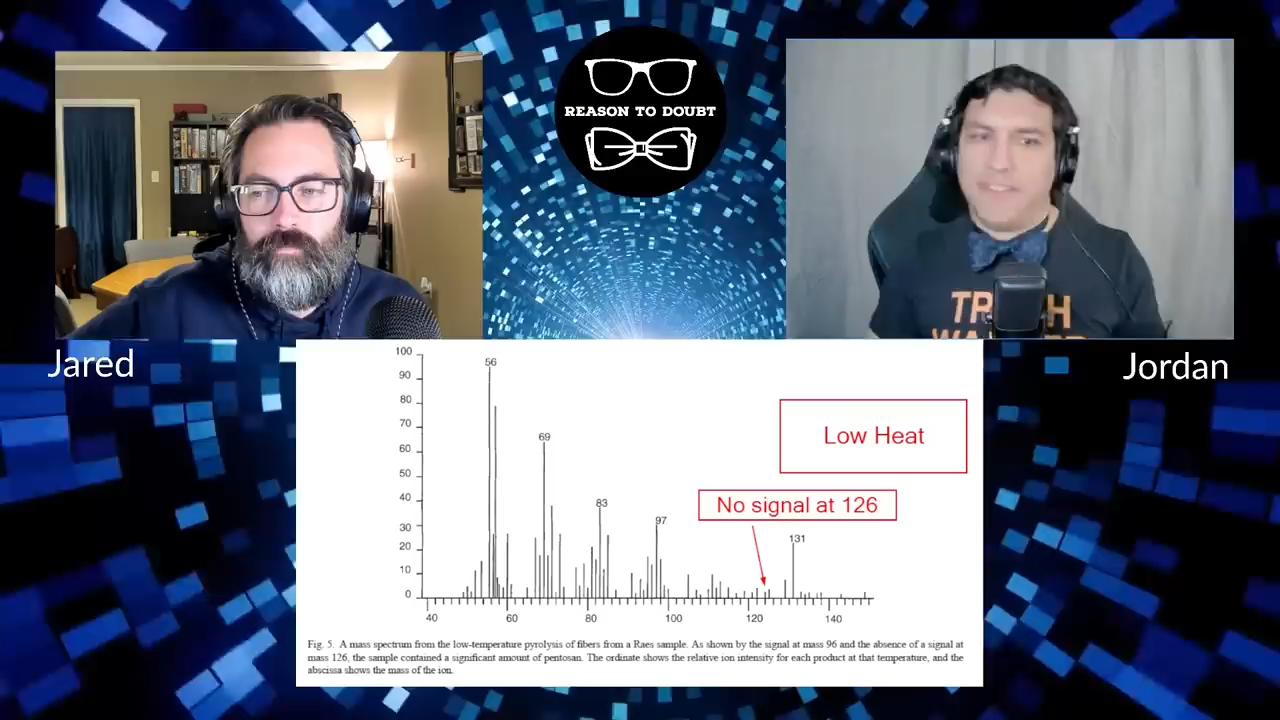 REASON TO DOUBT
TR
H
Jared
Jordan
100
90
80
70
60
50
40
30
20
10
0
56
69
83
97
131
40
60
80
100
120
140
Low Heat
No signal at 126
Fig. 5. A mass spectrum from the low-temperature pyrolysis of fibers from a Raes sample. As shown by the signal at mass 96 and the absence of a signal at
mass 126, the sample contained a significant amount of pentosan. The ordinate shows the relative ion intensity for each product at that temperature, and the
abscissa shows the mass of the ion.